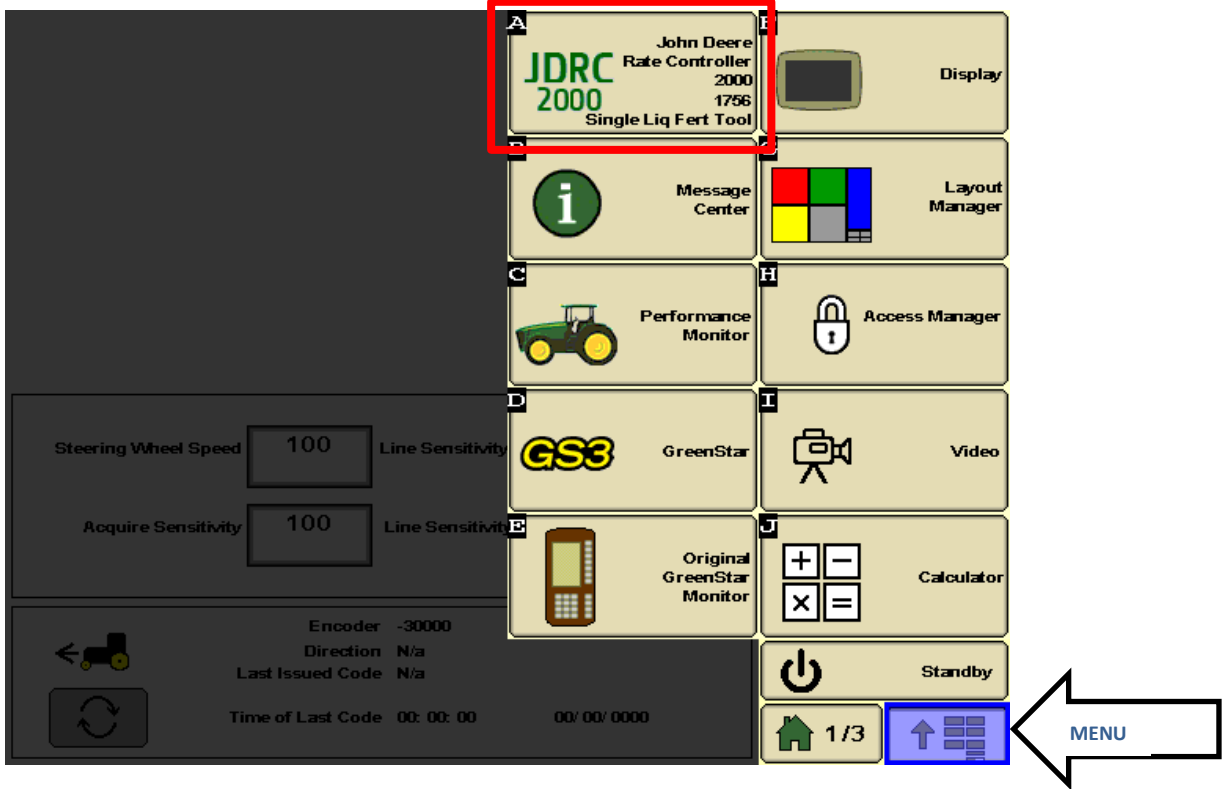 A
JDRC
2000
John Deere
Rate Controller
2000
1756
Single Liq Fert Tool
Display
Message
Center
Layout
Manager
C
Performance
Monitor
H
Access Manager
D
GS3
GreenStar
I
Video
E
Original
GreenStar
Monitor
J
Calculator
Standby
1/3
MENU
Steering Wheel Speed
100
Line Sensitivity
Acquire Sensitivity
100
Line Sensitivity
Encoder -30000
Direction N/a
Last Issued Code N/a
Time of Last Code 00: 00: 00 00/ 00/ 0000